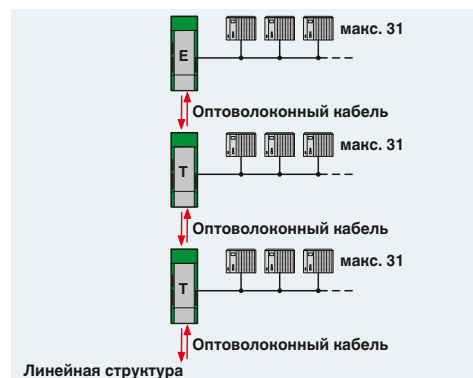 макс. 31
E
Оптоволоконный кабель
макс. 31
T
Оптоволоконный кабель
макс. 31
T
Оптоволоконный кабель
Линейная структура